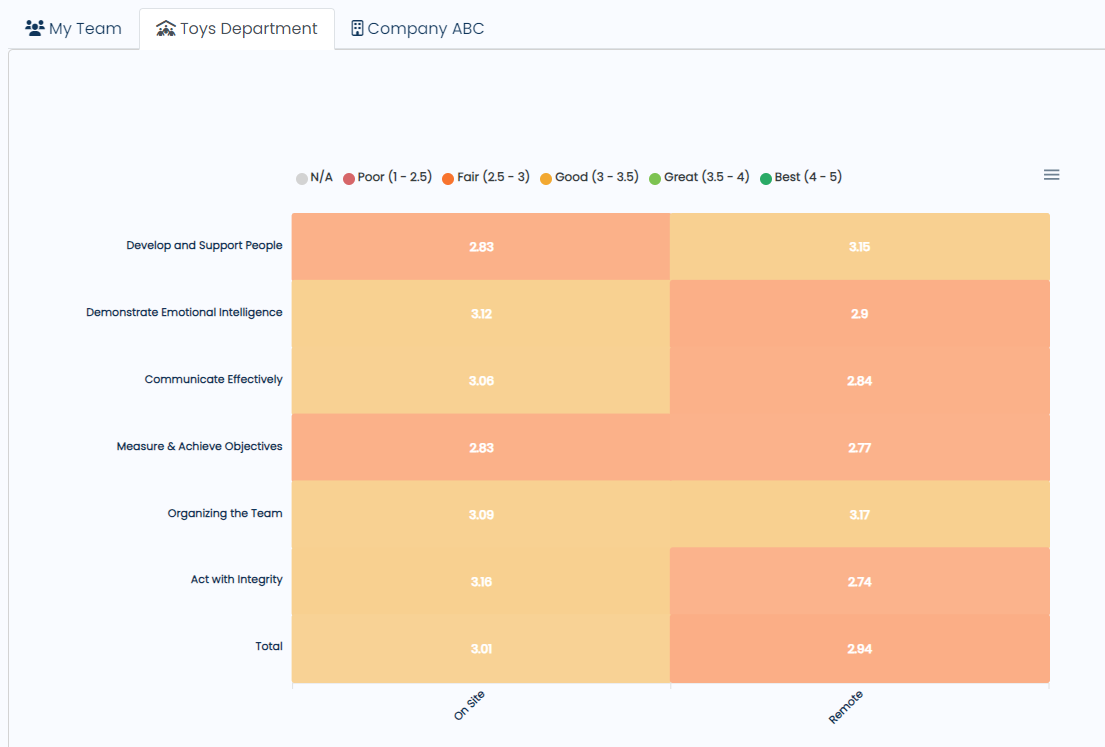 My Team Toys Department Company ABC
N/A Poor (1 - 2.5) Fair (2.5 - 3) Good (3 - 3.5) Great (3.5 - 4) Best (4 - 5)
Develop and Support People 2.83 3.15
Demonstrate Emotional Intelligence 3.12 2.9
Communicate Effectively 3.06 2.84
Measure & Achieve Objectives 2.83 2.77
Organizing the Team 3.09 3.17
Act with Integrity 3.16 2.74
Total 3.01 2.94
On Site Remote